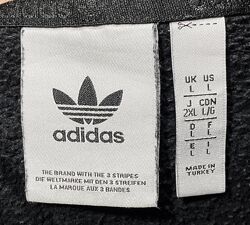 adidas
THE BRAND WITH THE 3 STRIPES
DIE WELTMARKE MIT DEN 3 STREIFEN
LA MARQUE AUX 3 BANDES
UK US
L L
J CDN
2XL L/G
D F
L L
E I
L L
MADE IN
TURKEY